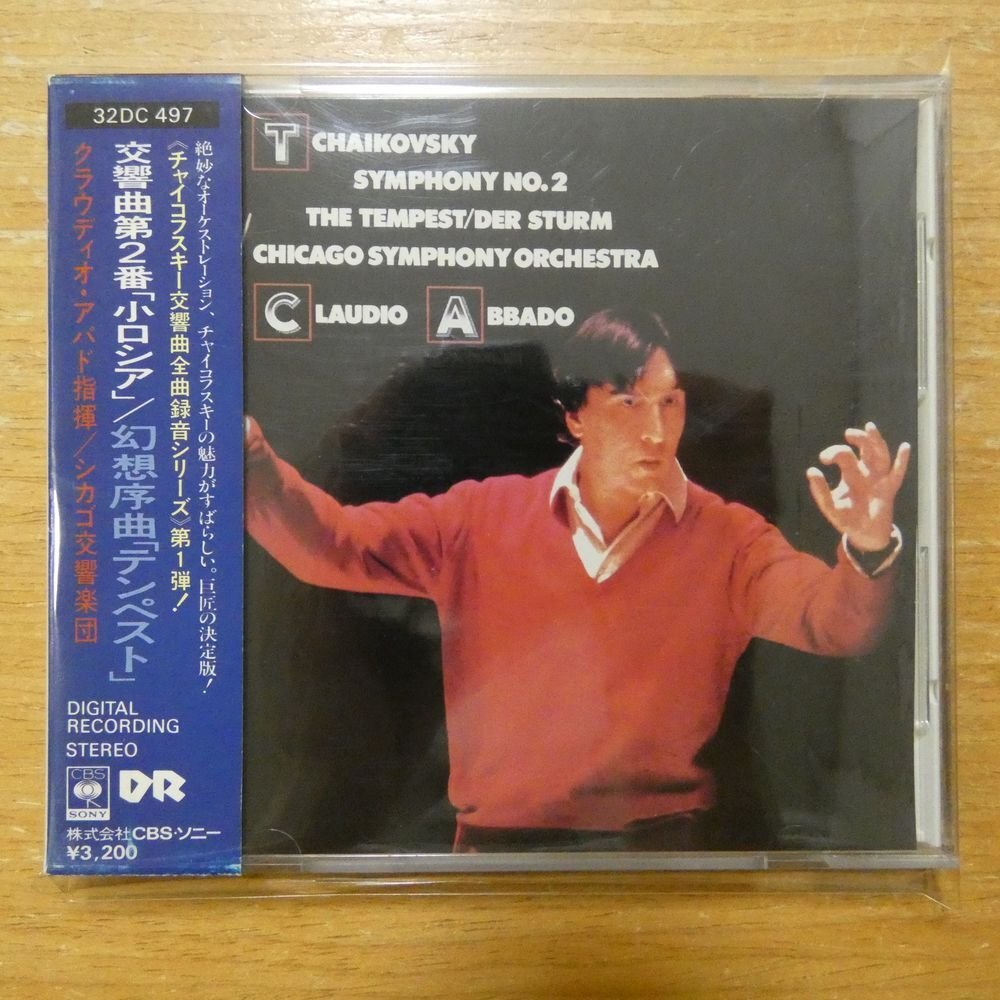 32DC 497
絶妙なオーケストレーション、チャイコフスキーの魅力がすばらしい。巨匠の決定版!
《チャイコフスキー交響曲全曲録音シリーズ》第1弾!
交響曲第2番「小ロシア」/幻想序曲「テンペスト」
クラウディオ・アバド指揮/シカゴ交響楽団
DIGITAL
RECORDING
STEREO
CBS
SONY
DR
株式会社CBS・ソニー
¥3,200
TCHAIKOVSKY
SYMPHONY NO. 2
THE TEMPEST/DER STURM
CHICAGO SYMPHONY ORCHESTRA
CLAUDIO ABBADO